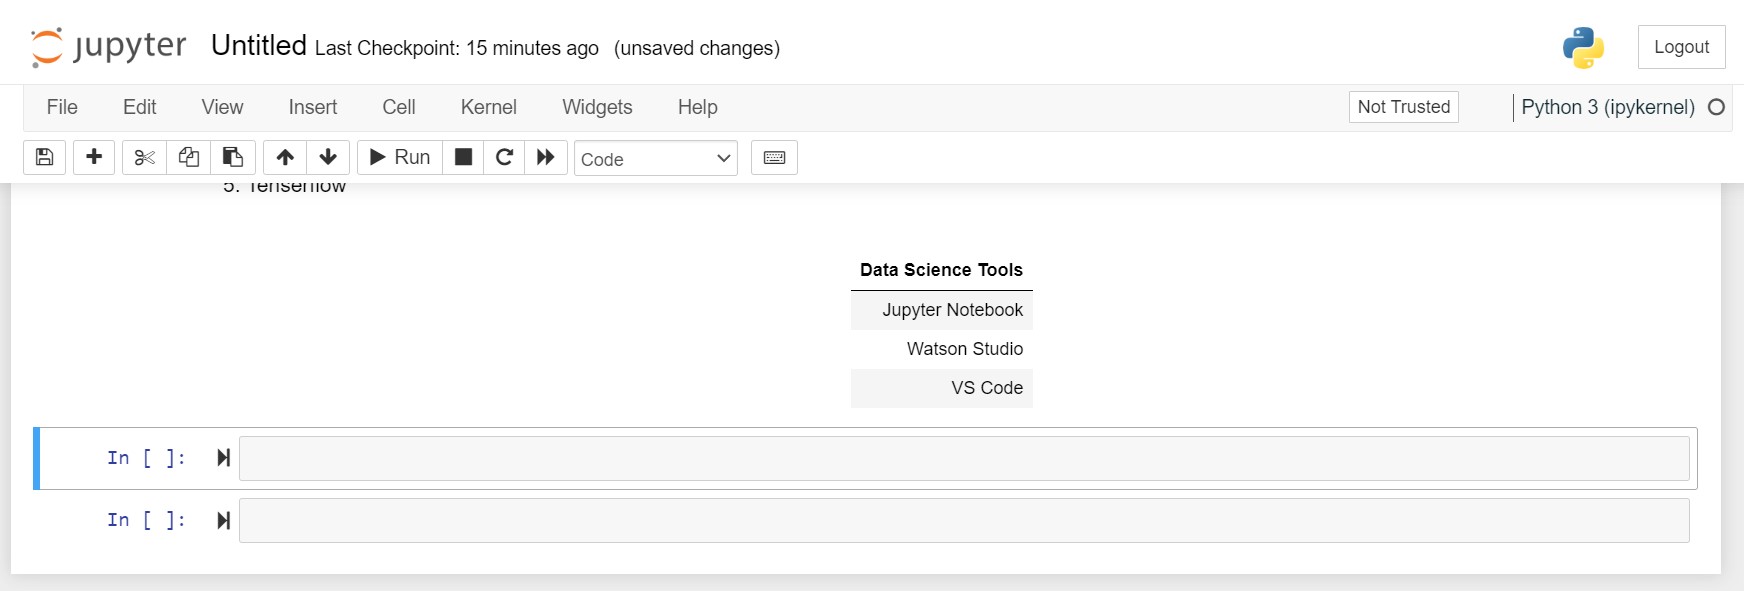 jupyter Untitled Last Checkpoint: 15 minutes ago (unsaved changes) Logout
File Edit View Insert Cell Kernel Widgets Help Not Trusted Python 3 (ipykernel)
Run Code
5. Tenserflow
Data Science Tools
Jupyter Notebook
Watson Studio
VS Code
In [ ]:
In [ ]: